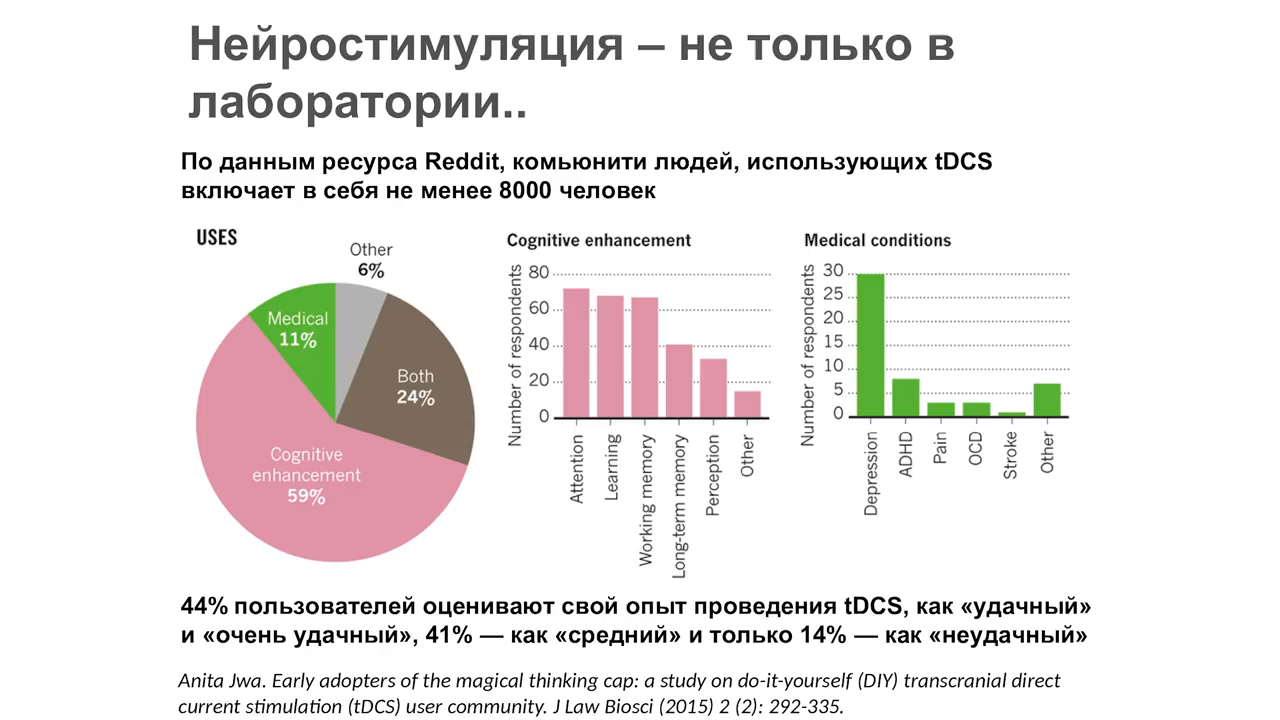 Нейростимуляция – не только в
лаборатории..
По данным ресурса Reddit, комьюнити людей, использующих tDCS
включает в себя не менее 8000 человек
USES
Other
6%
Medical
11%
Both
24%
Cognitive
enhancement
59%
Cognitive enhancement
Number of respondents
80
60
40
20
0
Attention
Learning
Working memory
Long-term memory
Perception
Other
Medical conditions
Number of respondents
30
25
20
15
10
5
0
Depression
ADHD
Pain
OCD
Stroke
Other
44% пользователей оценивают свой опыт проведения tDCS, как «удачный»
и «очень удачный», 41% — как «средний» и только 14% — как «неудачный»
Anita Jwa. Early adopters of the magical thinking cap: a study on do-it-yourself (DIY) transcranial direct
current stimulation (tDCS) user community. J Law Biosci (2015) 2 (2): 292-335.